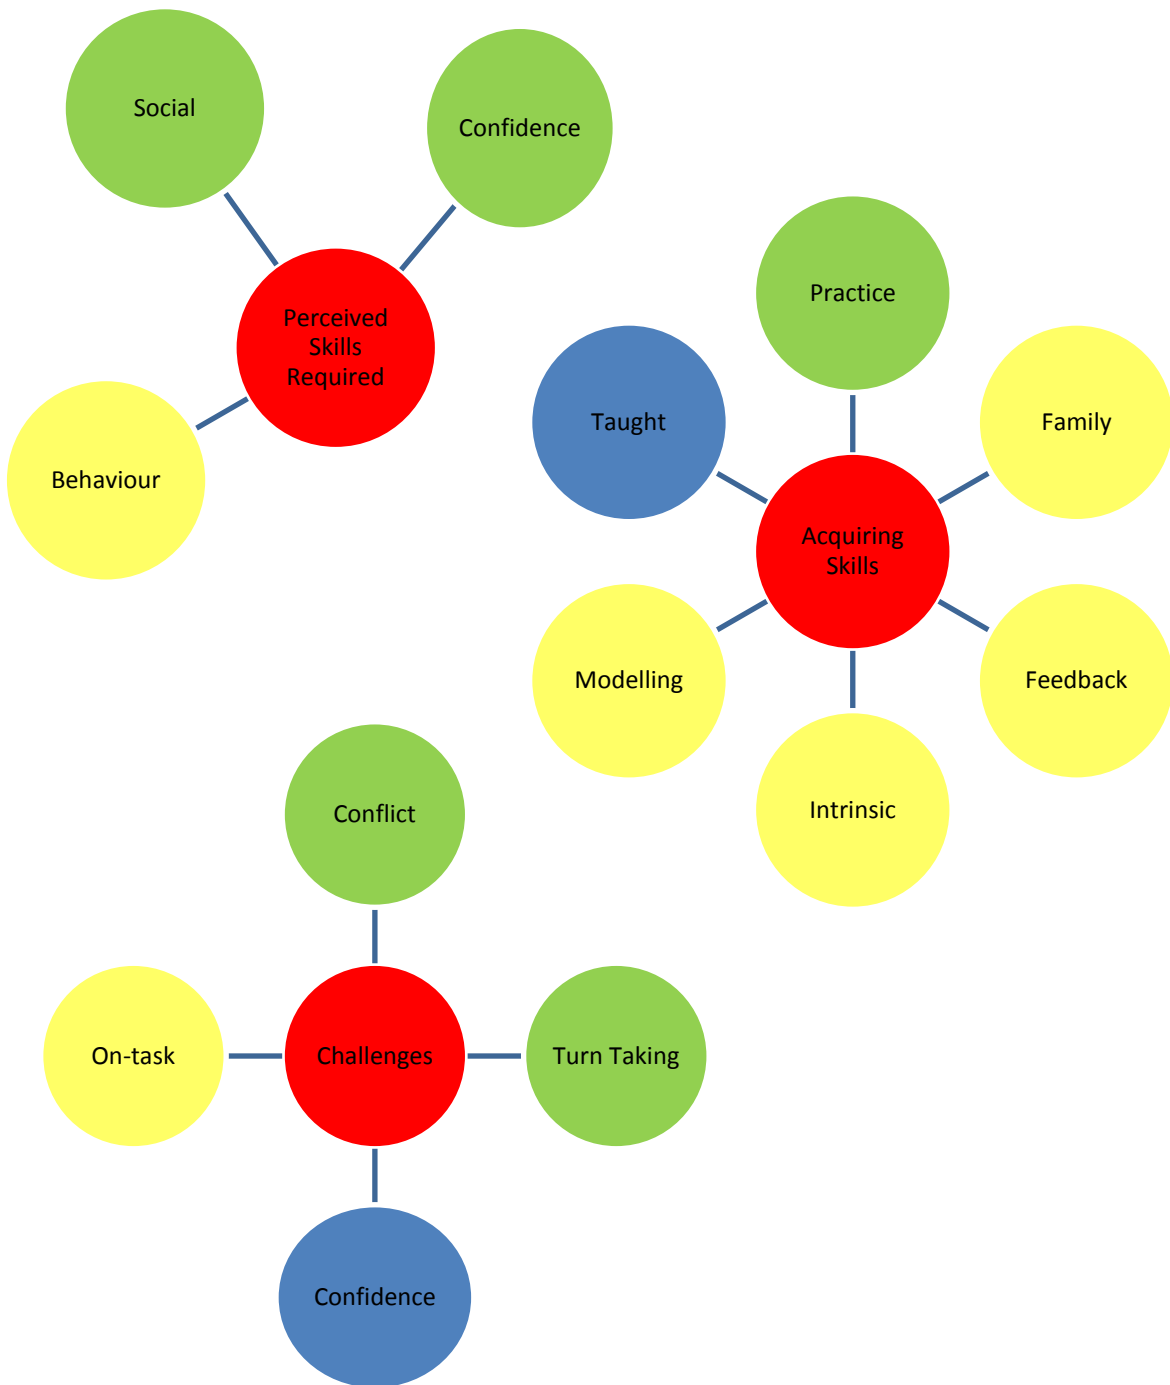 Social
Confidence
Perceived
Skills
Required
Behaviour
Practice
Taught
Family
Acquiring
Skills
Modelling
Feedback
Intrinsic
Conflict
On-task
Challenges
Turn Taking
Confidence